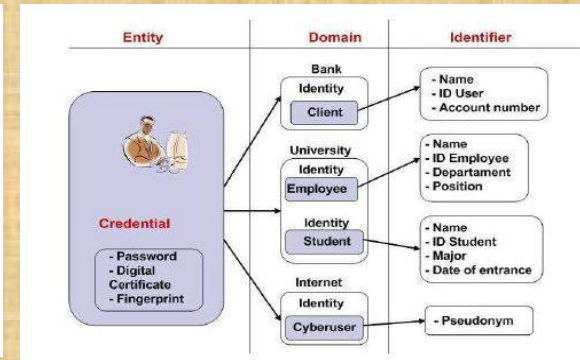 Entity
Domain
Identifier
Credential
- Password
- Digital
Certificate
- Fingerprint
Bank
Identity
Client
University
Identity
Employee
Identity
Student
Internet
Identity
Cyberuser
- Name
- ID User
- Account number
- Name
- ID Employee
- Departament
- Position
- Name
- ID Student
- Major
- Date of entrance
- Pseudonym